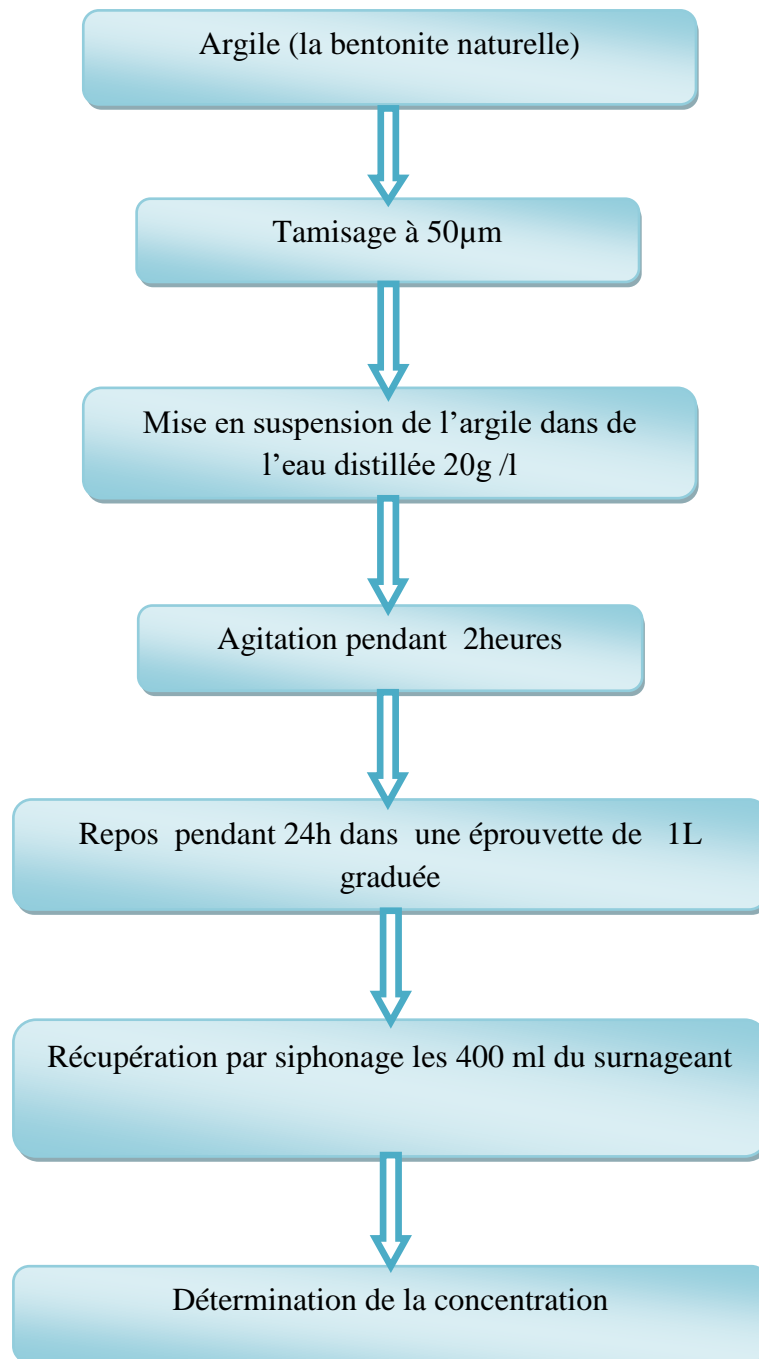 Argile (la bentonite naturelle)
Tamisage à 50µm
Mise en suspension de l’argile dans de
l’eau distillée 20g /l
Agitation pendant 2heures
Repos pendant 24h dans une éprouvette de 1L
graduée
Récupération par siphonage les 400 ml du surnageant
Détermination de la concentration